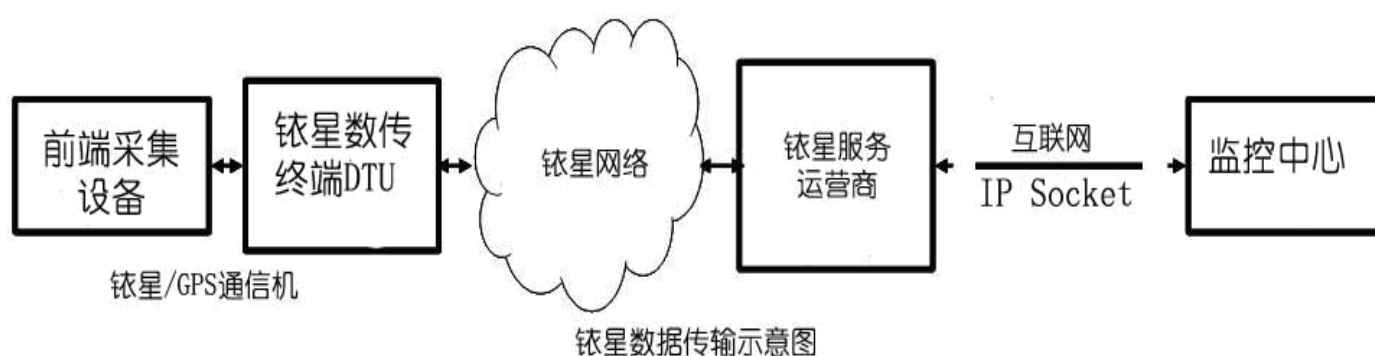 前端采集
设备
铱星数传
终端DTU
铱星网络
铱星服务
运营商
互联网
IP Socket
监控中心
铱星/GPS通信机
铱星数据传输示意图